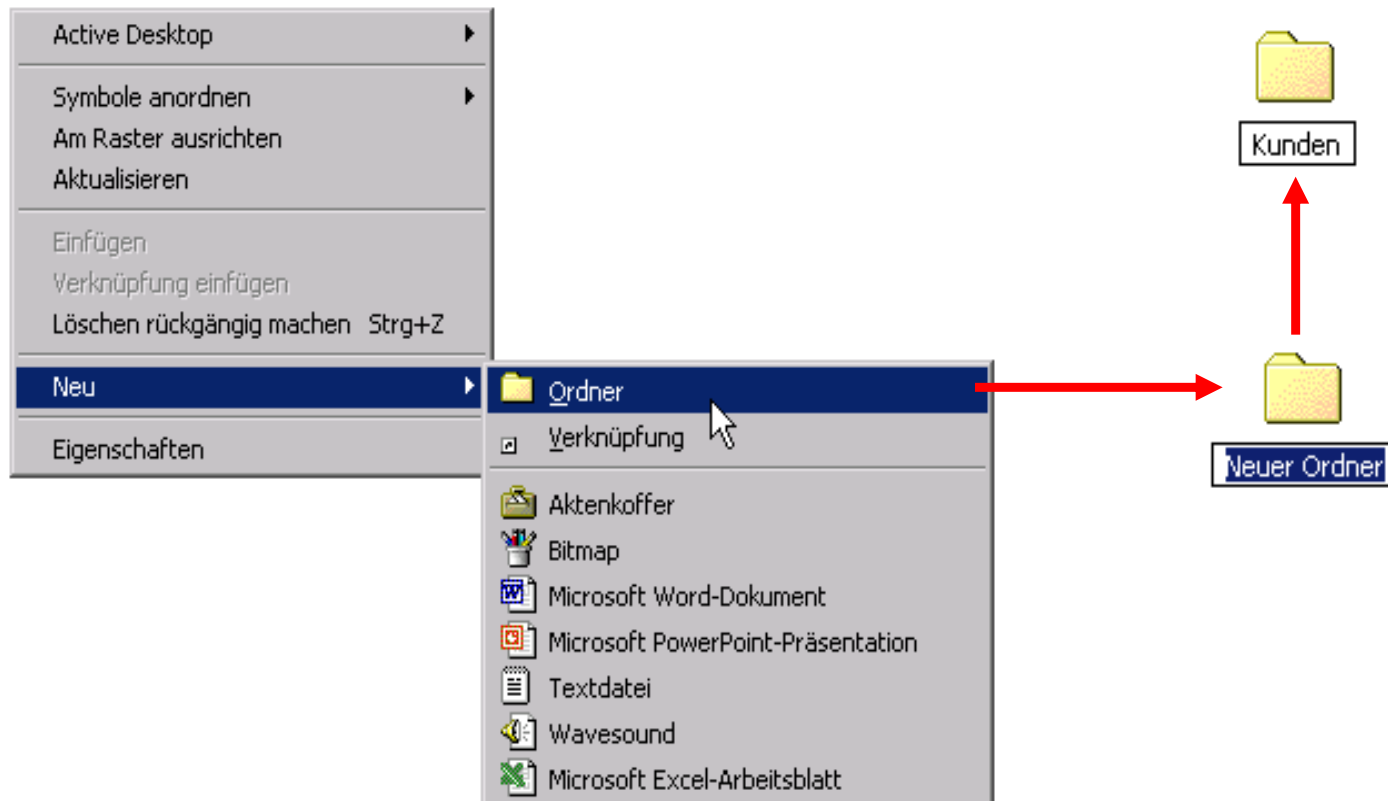 Active Desktop
Symbole anordnen
Am Raster ausrichten
Aktualisieren
Einfügen
Verknüpfung einfügen
Löschen rückgängig machen Strg+Z
Neu
Eigenschaften
Ordner
Verknüpfung
Aktenkoffer
Bitmap
Microsoft Word-Dokument
Microsoft PowerPoint-Präsentation
Textdatei
Wavesound
Microsoft Excel-Arbeitsblatt
Kunden
Neuer Ordner